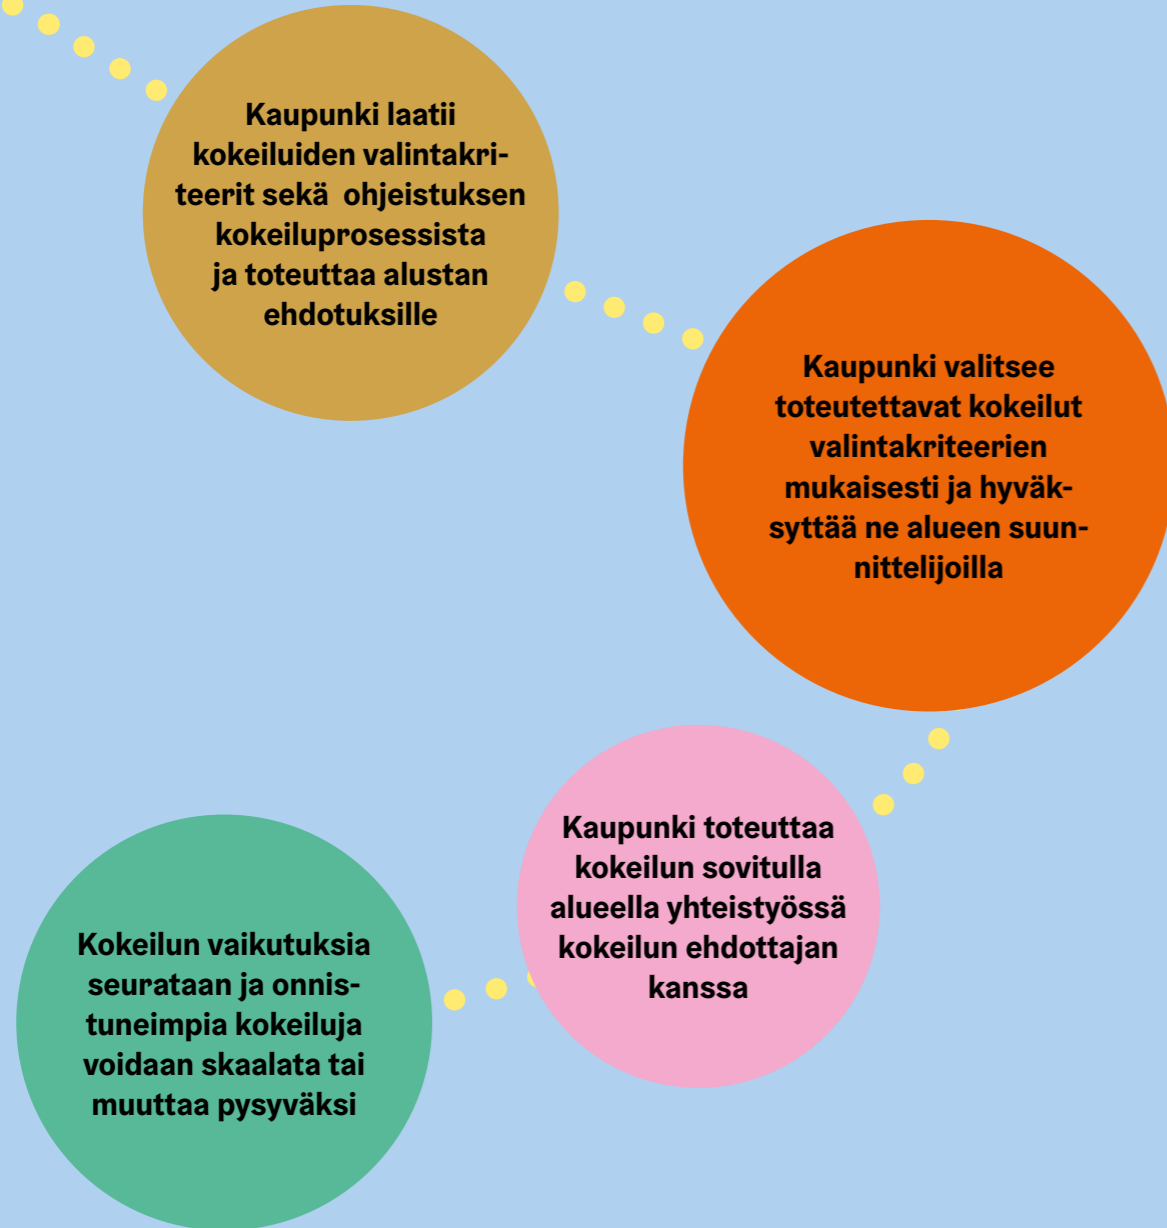 Kaupunki laatii
kokeiluiden valintakri-
teerit sekä  ohjeistuksen
kokeiluprosessista
ja toteuttaa alustan
ehdotuksille
Kaupunki valitsee
toteutettavat kokeilut
valintakriteerien
mukaisesti ja hyväk-
syttää ne alueen suun-
nittelijoilla
Kaupunki toteuttaa
kokeilun sovitulla
alueella yhteistyössä
kokeilun ehdottajan
kanssa
Kokeilun vaikutuksia
seurataan ja onnis-
tuneimpia kokeiluja
voidaan skaalata tai
muuttaa pysyväksi